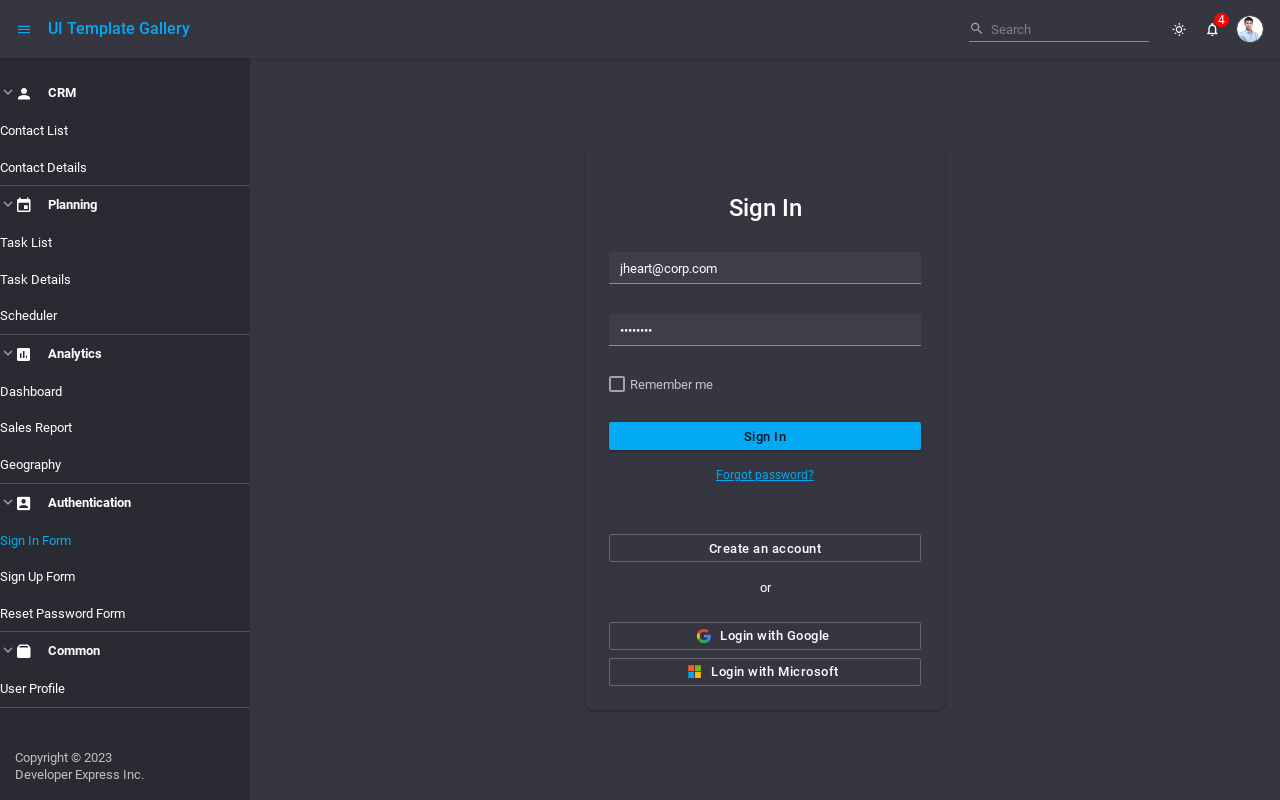 UI Template Gallery
Search
4
CRM
Contact List
Contact Details
Planning
Task List
Task Details
Scheduler
Analytics
Dashboard
Sales Report
Geography
Authentication
Sign In Form
Sign Up Form
Reset Password Form
Common
User Profile
Copyright © 2023
Developer Express Inc.
Sign In
jheart@corp.com
••••••••
Remember me
Sign In
Forgot password?
Create an account
or
Login with Google
Login with Microsoft